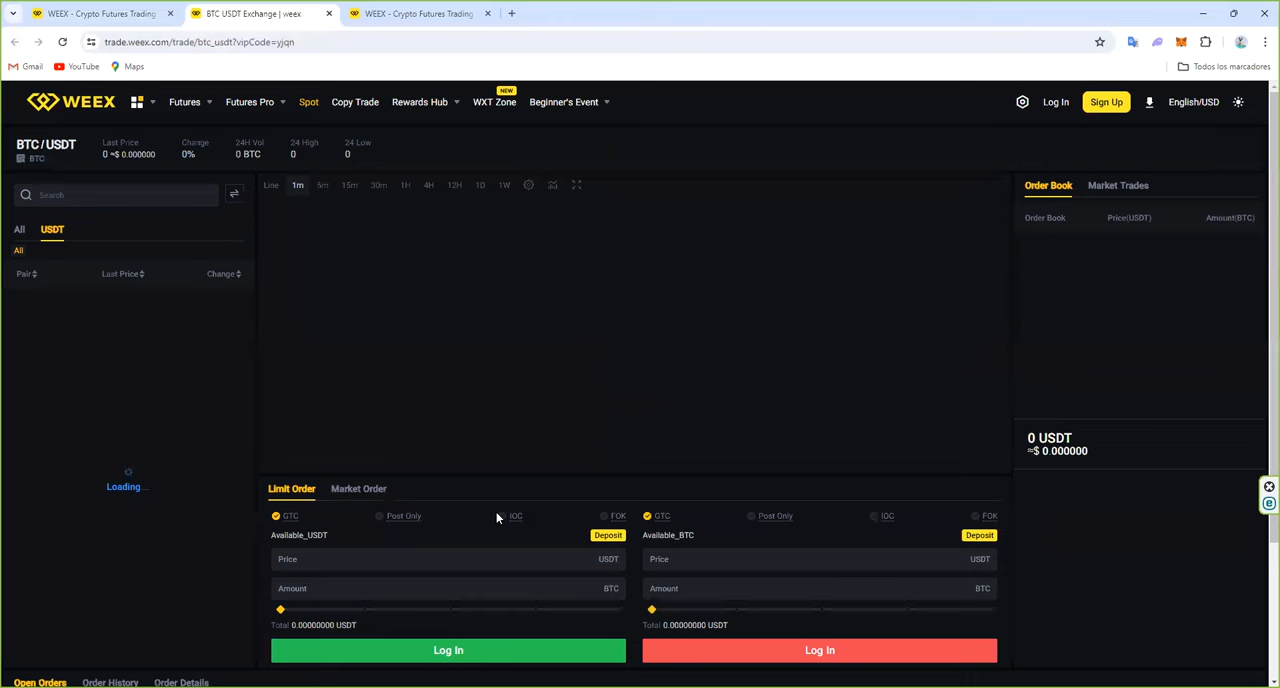 WEEX - Crypto Futures Trading
BTC USDT Exchange | weex
WEEX - Crypto Futures Trading
trade.weex.com/trade/btc_usdt?vipCode=yjqn
Gmail YouTube Maps Todos los marcadores
WEEX Futures Futures Pro Spot Copy Trade Rewards Hub WXT Zone NEW Beginner's Event Log In Sign Up English/USD
BTC/USDT
BTC
Last Price Change 24H Vol 24 High 24 Low
0 ≈$ 0.000000 0% 0 BTC 0 0
Search
Line 1m 5m 15m 30m 1H 4H 12H 1D 1W
Order Book Market Trades
Order Book Price(USDT) Amount(BTC)
All USDT
All
Pair Last Price Change
Loading...
0 USDT
≈$ 0.000000
Limit Order Market Order
GTC Post Only IOC FOK GTC Post Only IOC FOK
Available_USDT Deposit Available_BTC Deposit
Price USDT Price USDT
Amount BTC Amount BTC
Total 0.00000000 USDT Total 0.00000000 USDT
Log In Log In
Open Orders Order History Order Details